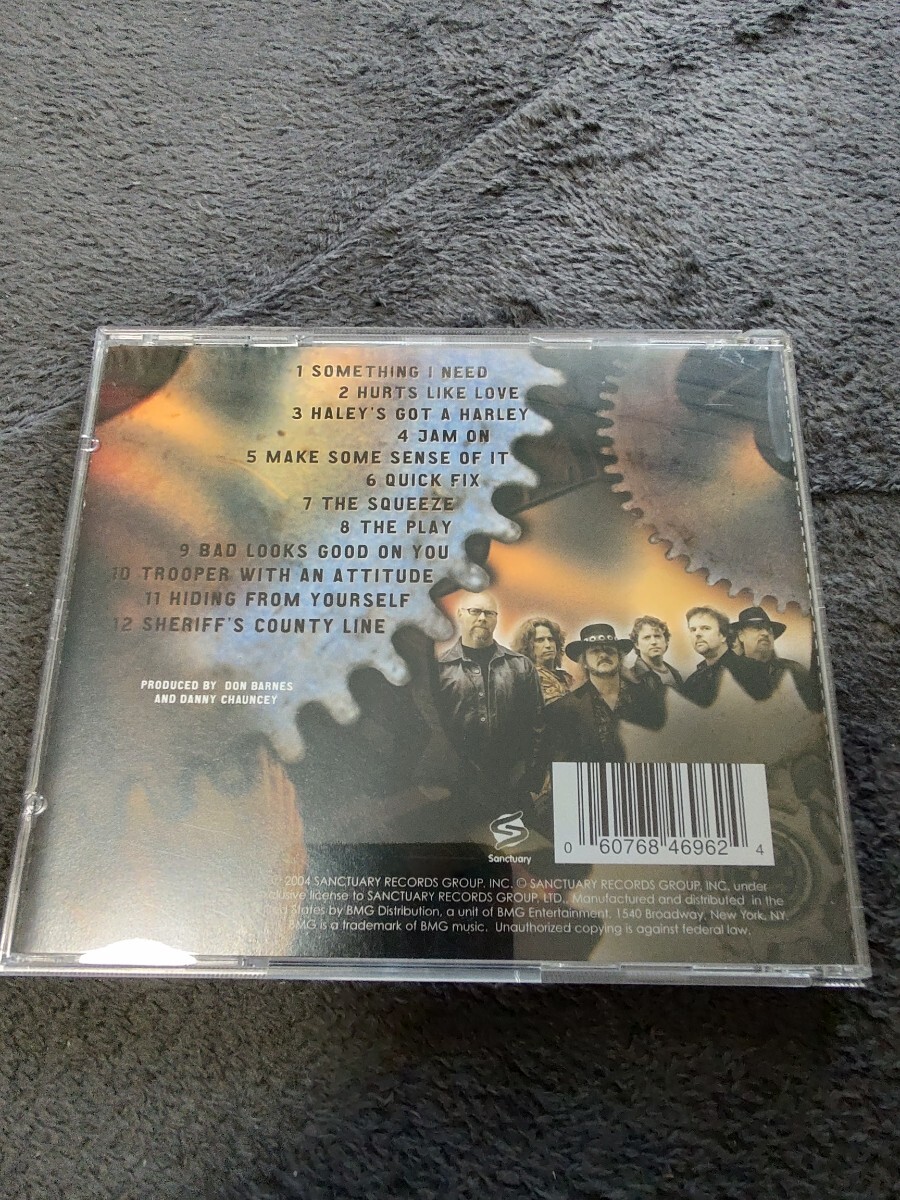 1 SOMETHING I NEED
2 HURTS LIKE LOVE
3 HALEY'S GOT A HARLEY
4 JAM ON
5 MAKE SOME SENSE OF IT
6 QUICK FIX
7 THE SQUEEZE
8 THE PLAY
9 BAD LOOKS GOOD ON YOU
10 TROOPER WITH AN ATTITUDE
11 HIDING FROM YOURSELF
12 SHERIFF'S COUNTY LINE
PRODUCED BY DON BARNES
AND DANNY CHAUNCEY
Sanctuary
0 60768 46962 4
2004 SANCTUARY RECORDS GROUP, INC. © SANCTUARY RECORDS GROUP, INC. under
license to SANCTUARY RECORDS GROUP, LTD., Manufactured and distributed in the
States by BMG Distribution, a unit of BMG Entertainment, 1540 Broadway, New York, NY.
BMG is a trademark of BMG music. Unauthorized copying is against federal law.